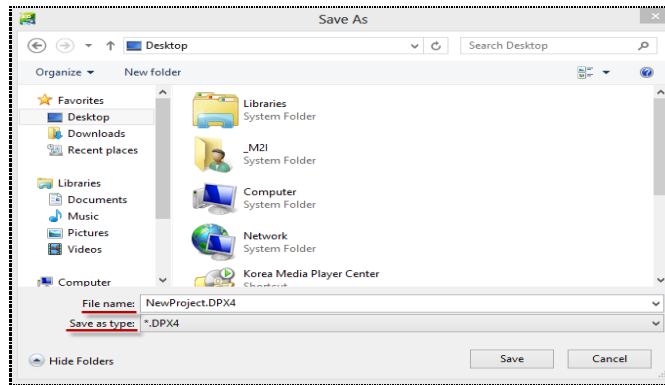 Save As
Desktop
Search Desktop
Organize
New folder
Favorites
Desktop
Downloads
Recent places
Libraries
Documents
Music
Pictures
Videos
Computer
Libraries
System Folder
_M2I
System Folder
Computer
System Folder
Network
System Folder
Korea Media Player Center
Shortcut
File name: NewProject.DPX4
Save as type: *.DPX4
Hide Folders
Save
Cancel